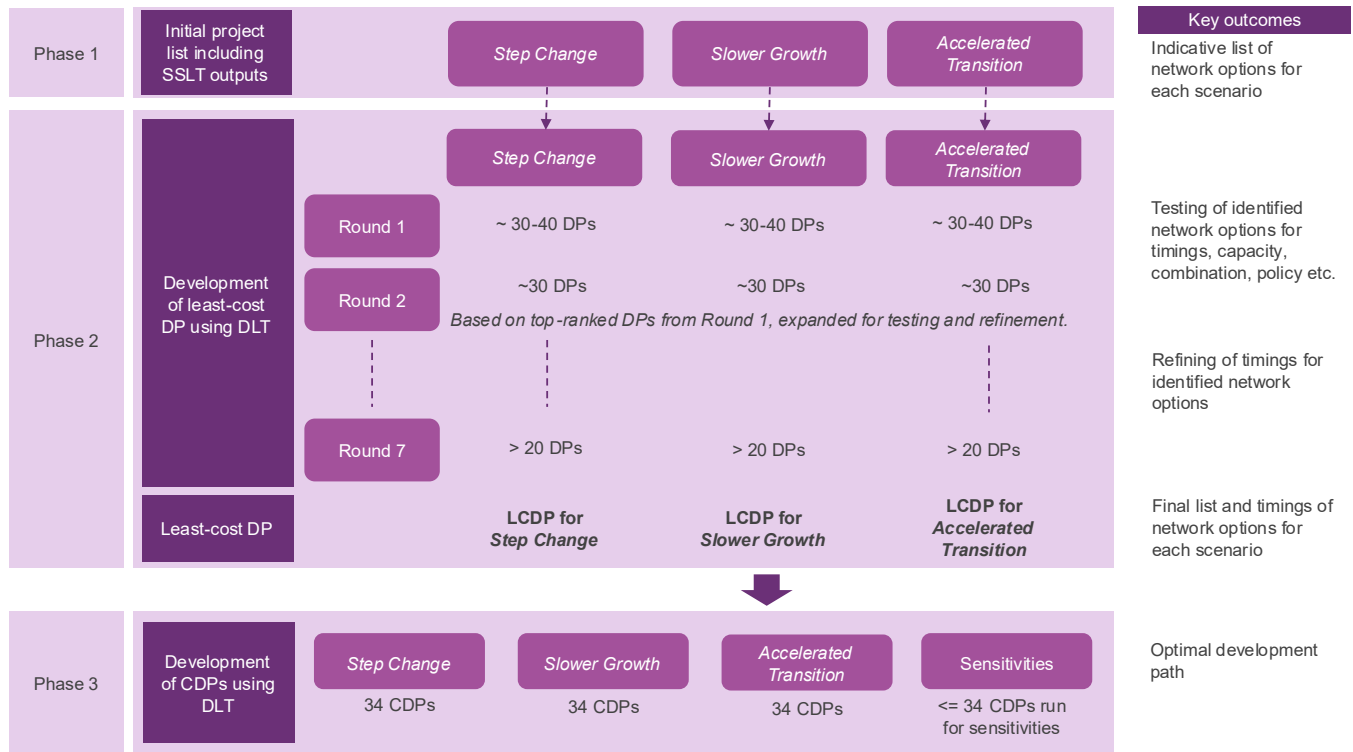 Key outcomes
Phase 1
Initial project
list including
SSLT outputs
Step Change
Slower Growth
Accelerated
Transition
Indicative list of
network options for
each scenario
Phase 2
Development
of least-cost
DP using DLT
Step Change
Slower Growth
Accelerated
Transition
Round 1
~ 30-40 DPs
~ 30-40 DPs
~ 30-40 DPs
Testing of identified
network options for
timings, capacity,
combination, policy etc.
Round 2
~30 DPs
~30 DPs
~30 DPs
Based on top-ranked DPs from Round 1, expanded for testing and refinement.
Refining of timings for
identified network
options
Round 7
> 20 DPs
> 20 DPs
> 20 DPs
Least-cost DP
LCDP for
Step Change
LCDP for
Slower Growth
LCDP for
Accelerated
Transition
Final list and timings of
network options for
each scenario
Phase 3
Development
of CDPs using
DLT
Step Change
34 CDPs
Slower Growth
34 CDPs
Accelerated
Transition
34 CDPs
Sensitivities
<= 34 CDPs run
for sensitivities
Optimal development
path